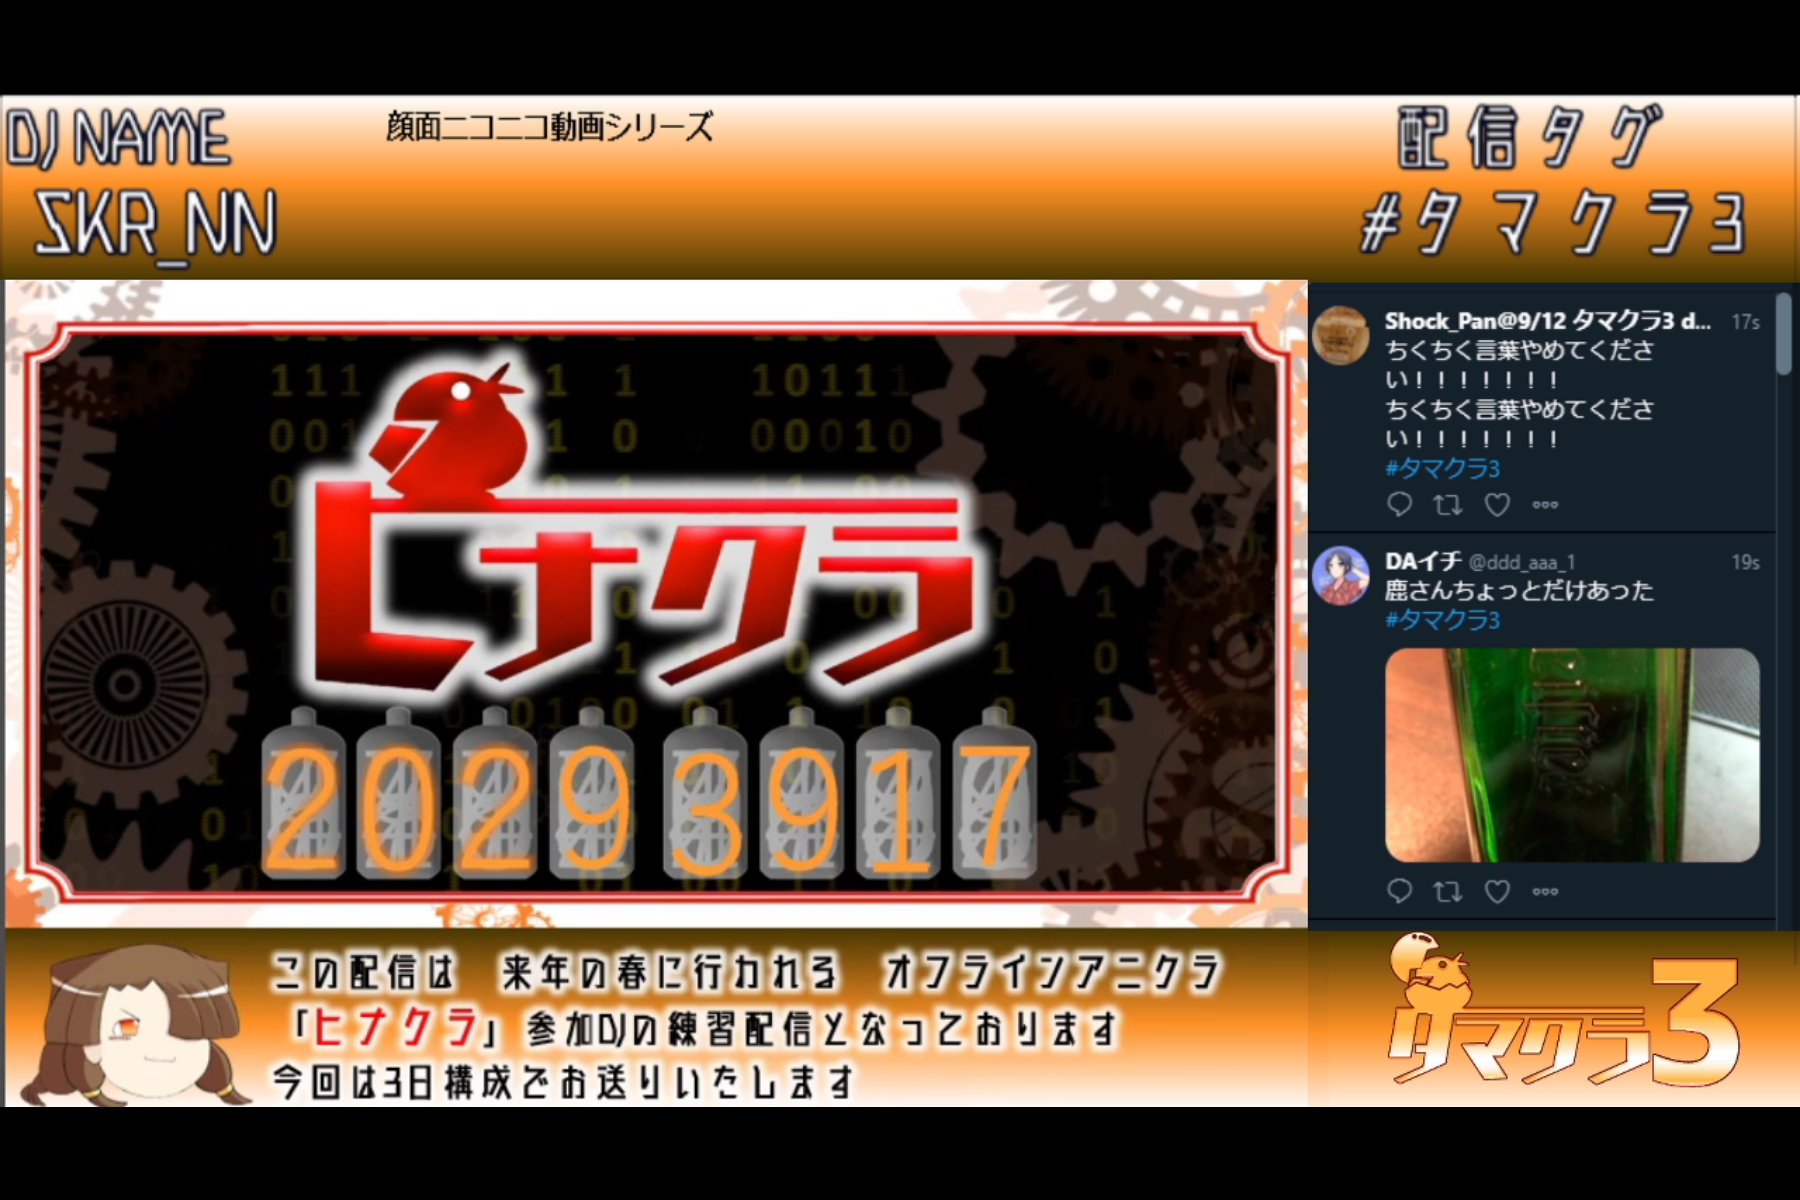 DJ NAME
SKR_NN
顔面ニコニコ動画シリーズ
配信タグ
#タマクラ3
ヒナクラ
2029 3917
Shock_Pan@9/12 タマクラ3 d... 17s
ちくちく言葉やめてくださ
い！！！！！！！
ちくちく言葉やめてくださ
い！！！！！！！
#タマクラ3
DAイチ @ddd_aaa_1 19s
鹿さんちょっとだけあった
#タマクラ3
この配信は 来年の春に行われる オフラインアニクラ
「ヒナクラ」参加DJの練習配信となっております
今回は3日構成でお送りいたします
タマクラ3